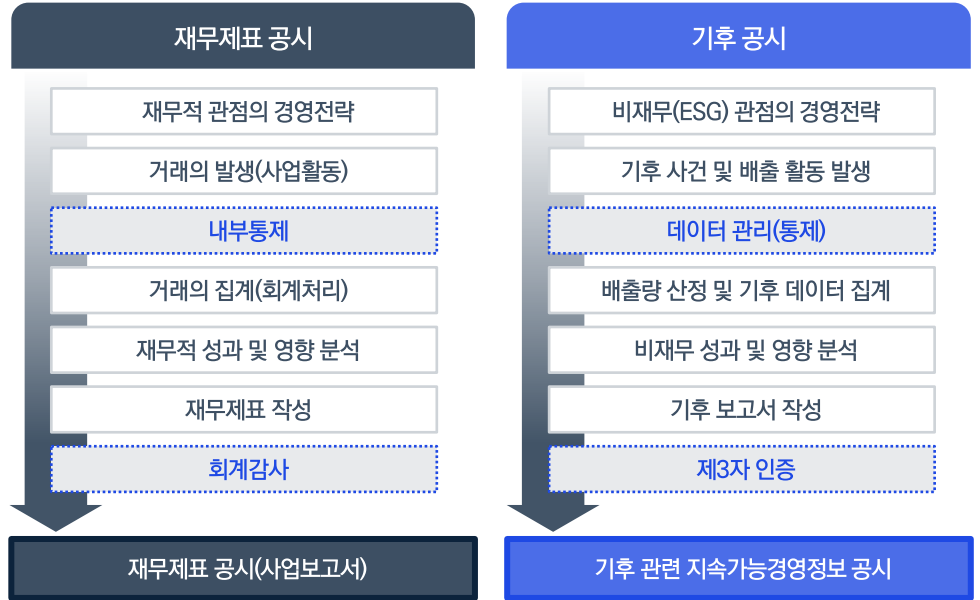 재무제표 공시
재무적 관점의 경영전략
거래의 발생(사업활동)
내부통제
거래의 집계(회계처리)
재무적 성과 및 영향 분석
재무제표 작성
회계감사
재무제표 공시(사업보고서)
기후 공시
비재무(ESG) 관점의 경영전략
기후 사건 및 배출 활동 발생
데이터 관리(통제)
배출량 산정 및 기후 데이터 집계
비재무 성과 및 영향 분석
기후 보고서 작성
제3자 인증
기후 관련 지속가능경영정보 공시